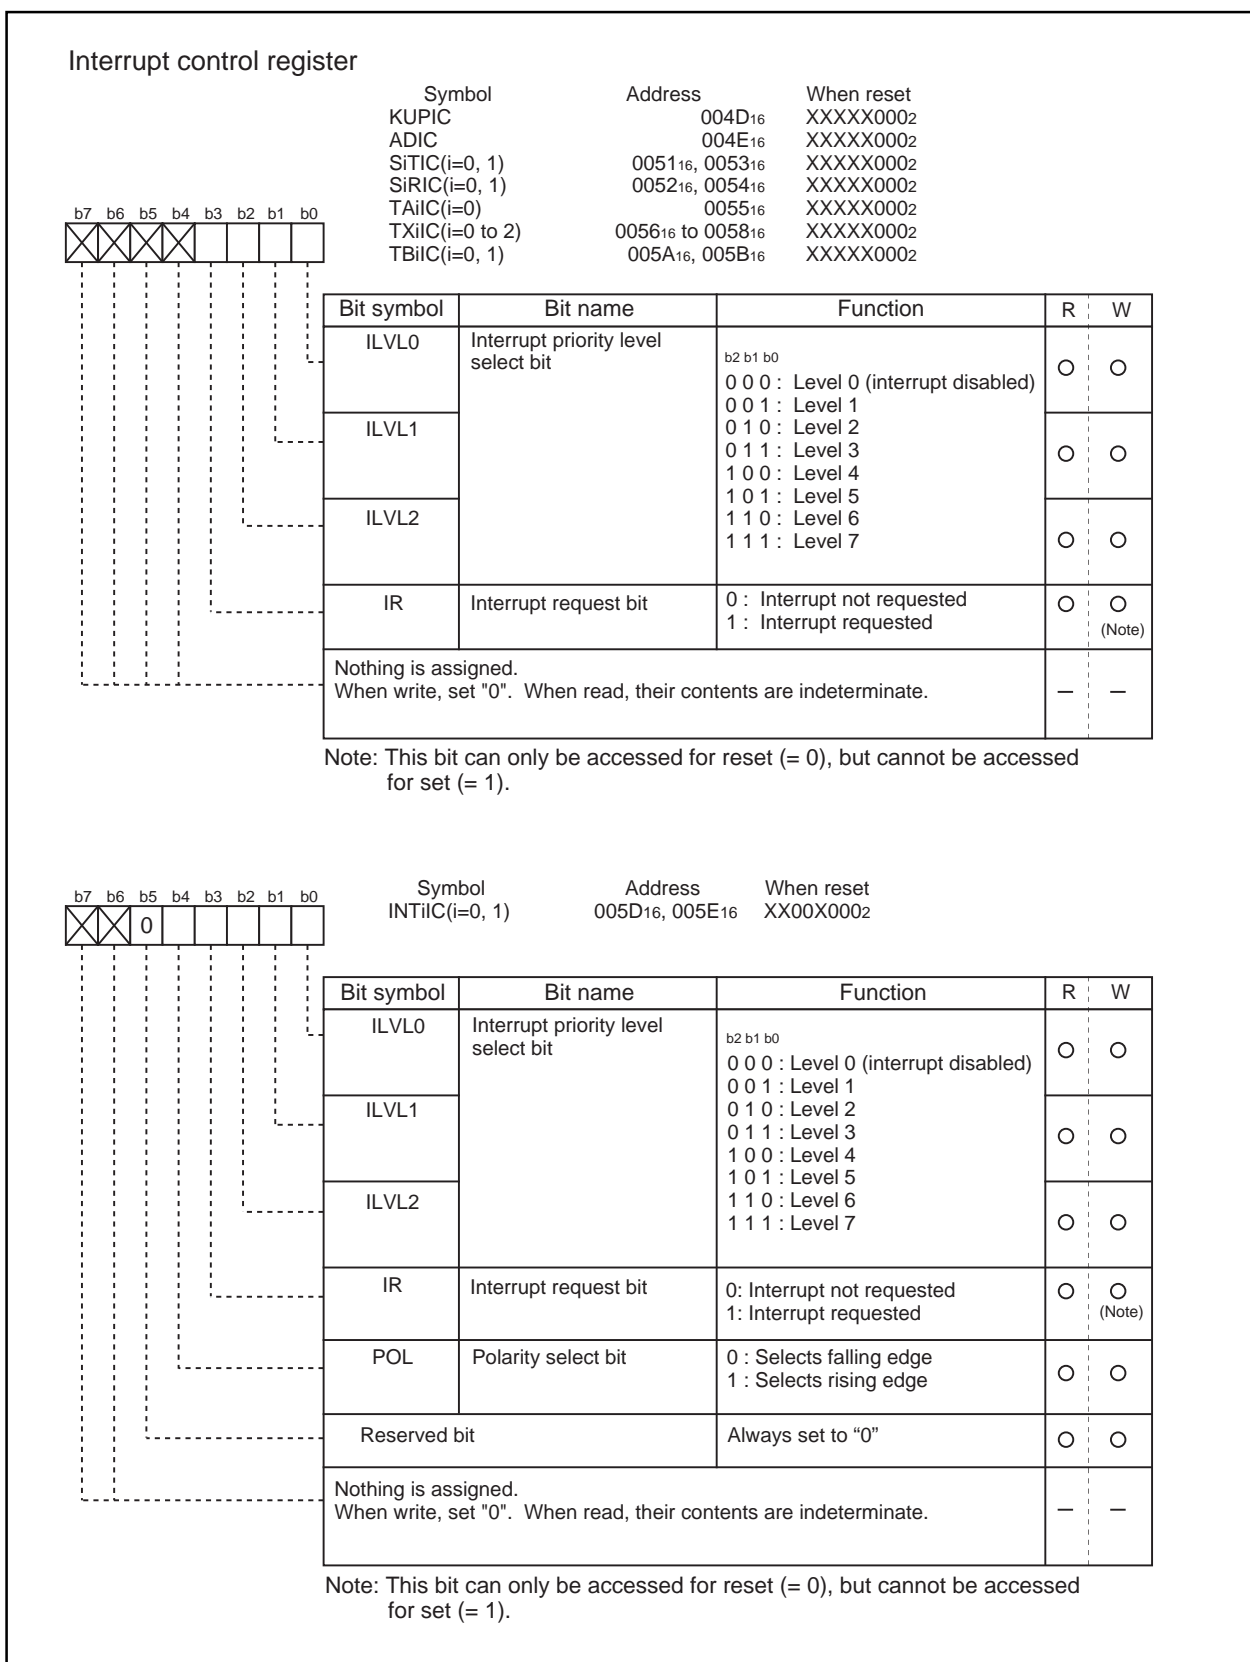 Interrupt control register
Symbol Address When reset
KUPIC 004D16 XXXXX0002
ADIC 004E16 XXXXX0002
SiTIC(i=0, 1) 005116, 005316 XXXXX0002
SiRIC(i=0, 1) 005216, 005416 XXXXX0002
TAiIC(i=0) 005516 XXXXX0002
TXiIC(i=0 to 2) 005616 to 005816 XXXXX0002
TBiIC(i=0, 1) 005A16, 005B16 XXXXX0002
b7 b6 b5 b4 b3 b2 b1 b0
Bit symbol Bit name Function R W
ILVL0 Interrupt priority level
select bit
b2 b1 b0
0 0 0 : Level 0 (interrupt disabled)
0 0 1 : Level 1
ILVL1 0 1 0 : Level 2
0 1 1 : Level 3
1 0 0 : Level 4
1 0 1 : Level 5
ILVL2 1 1 0 : Level 6
1 1 1 : Level 7
IR Interrupt request bit 0 : Interrupt not requested
1 : Interrupt requested (Note)
Nothing is assigned.
When write, set "0". When read, their contents are indeterminate. – –
Note: This bit can only be accessed for reset (= 0), but cannot be accessed
for set (= 1).
Symbol Address When reset
INTiIC(i=0, 1) 005D16, 005E16 XX00X0002
b7 b6 b5 b4 b3 b2 b1 b0
0
Bit symbol Bit name Function R W
ILVL0 Interrupt priority level
select bit
b2 b1 b0
0 0 0 : Level 0 (interrupt disabled)
0 0 1 : Level 1
ILVL1 0 1 0 : Level 2
0 1 1 : Level 3
1 0 0 : Level 4
1 0 1 : Level 5
ILVL2 1 1 0 : Level 6
1 1 1 : Level 7
IR Interrupt request bit 0: Interrupt not requested
1: Interrupt requested (Note)
POL Polarity select bit 0 : Selects falling edge
1 : Selects rising edge
Reserved bit Always set to “0”
Nothing is assigned.
When write, set "0". When read, their contents are indeterminate. – –
Note: This bit can only be accessed for reset (= 0), but cannot be accessed
for set (= 1).